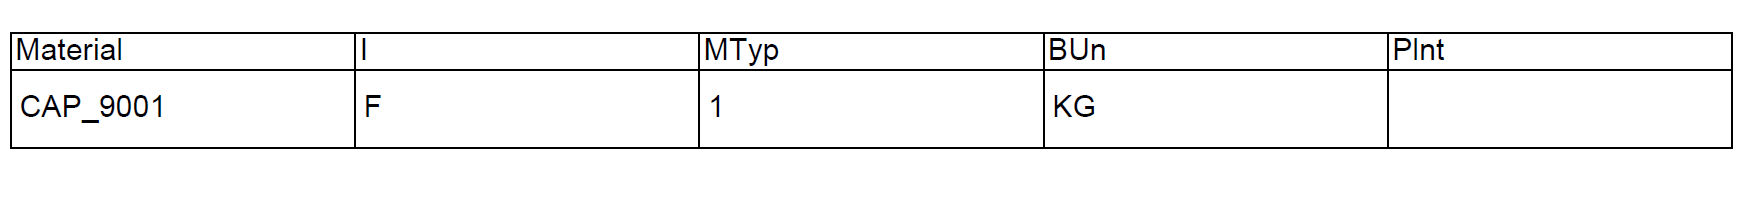 Material I MTyp BUn Plnt
CAP_9001 F 1 KG